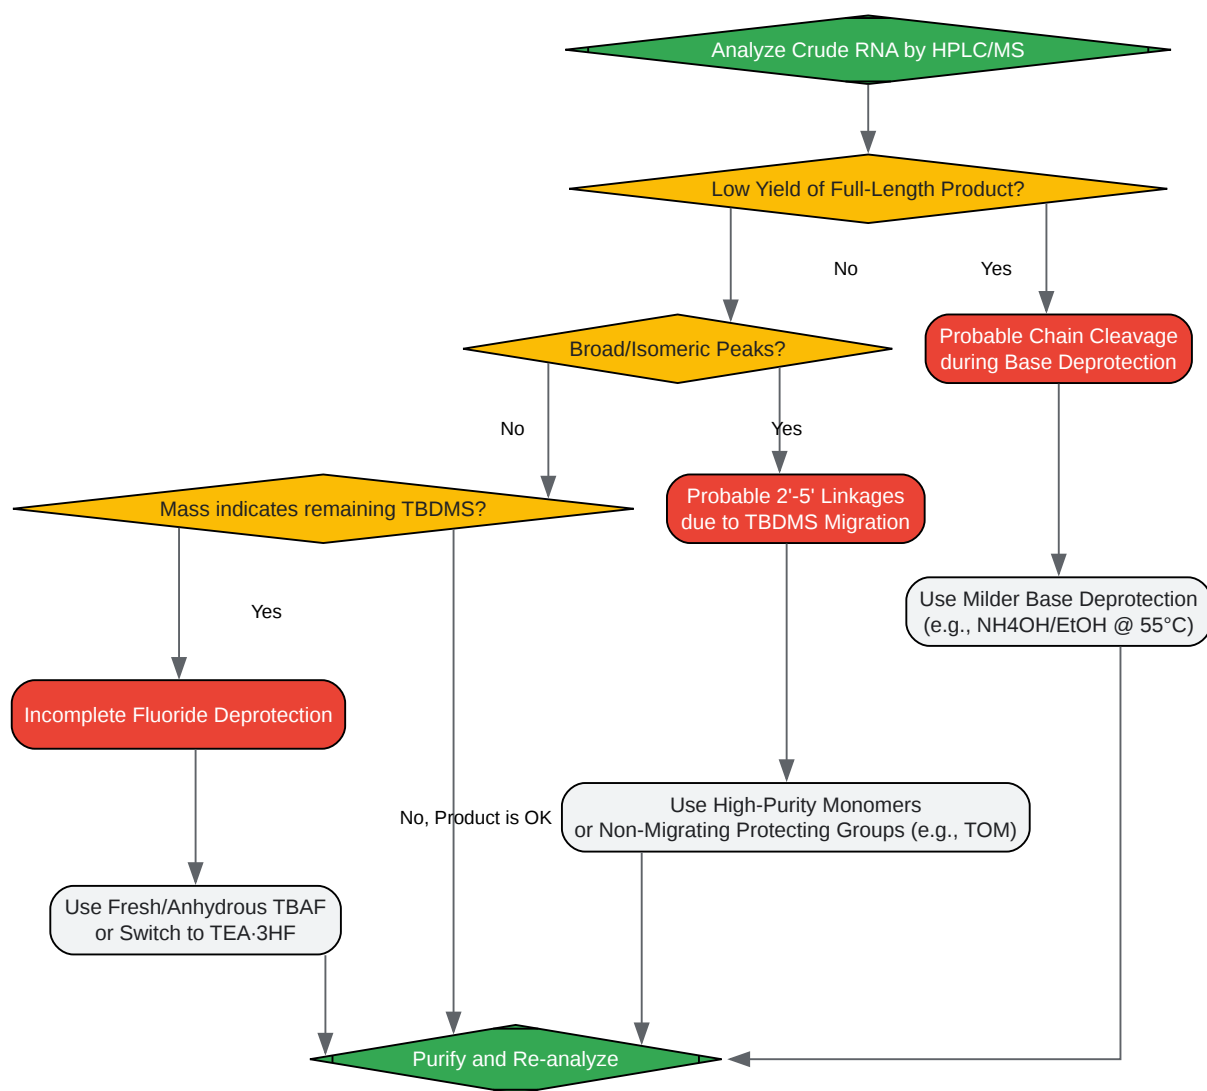 Analyze Crude RNA by HPLC/MS
Low Yield of Full-Length Product?
No
Yes
Broad/Isomeric Peaks?
Probable Chain Cleavage
during Base Deprotection
No
Yes
Mass indicates remaining TBDMS?
Probable 2'-5' Linkages
due to TBDMS Migration
Use Milder Base Deprotection
(e.g., NH4OH/EtOH @ 55°C)
Yes
Incomplete Fluoride Deprotection
No, Product is OK
Use High-Purity Monomers
or Non-Migrating Protecting Groups (e.g., TOM)
Use Fresh/Anhydrous TBAF
or Switch to TEA·3HF
Purify and Re-analyze